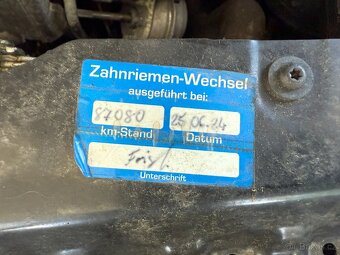 Zahnriemen-Wechsel
ausgeführt bei:
87080 25 06.24
km-Stand Datum
Unterschrift